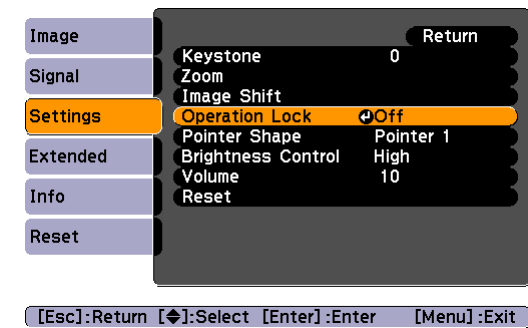 Image
Signal
Settings
Extended
Info
Reset
Return
Keystone 0
Zoom
Image Shift
Operation Lock Off
Pointer Shape Pointer 1
Brightness Control High
Volume 10
Reset
[Esc]:Return [◆]:Select [Enter]:Enter [Menu]:Exit